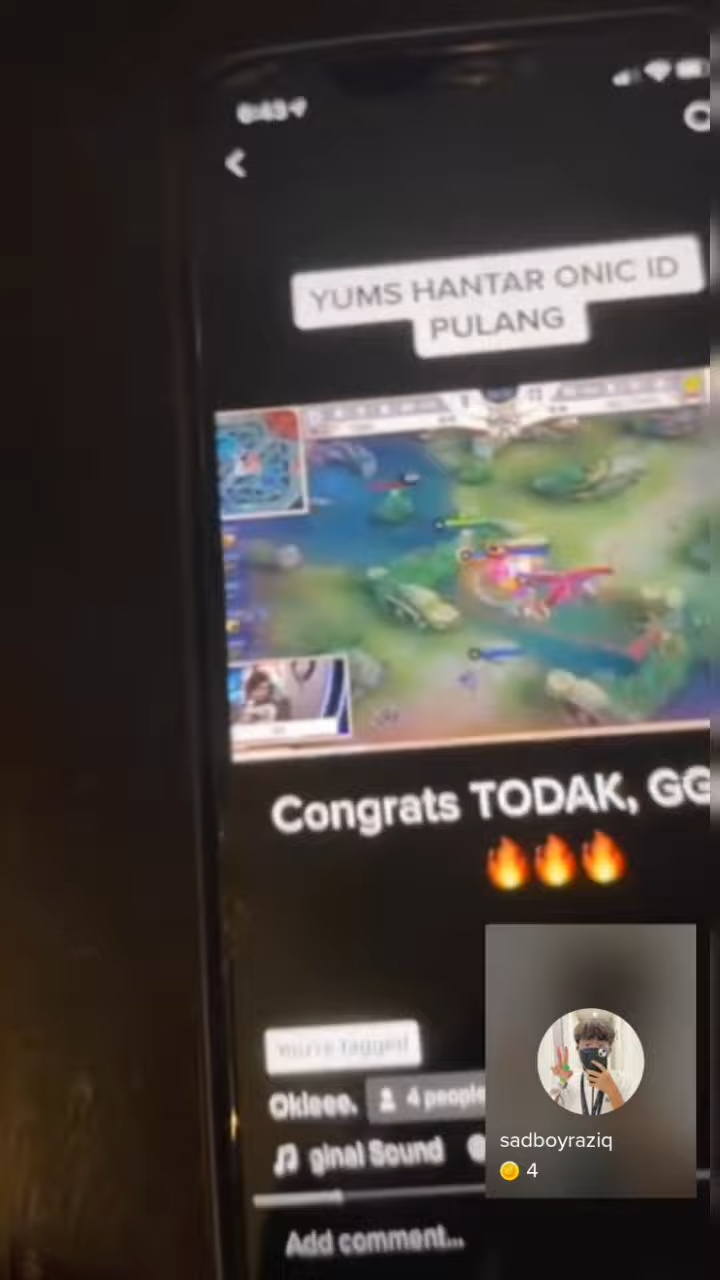 YUMS HANTAR ONIC ID
PULANG
Congrats TODAK, GG
You're Tagged
Okieee.
4 people
ginal Sound
sadboyraziq
4
Add comment...